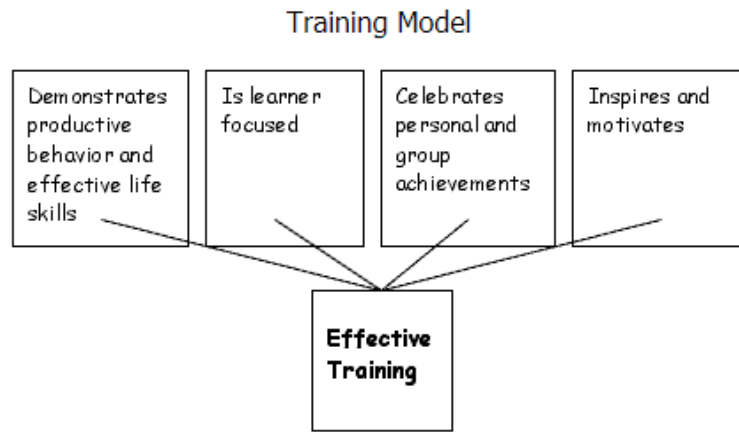 Training Model
Demonstrates
productive
behavior and
effective life
skills
Is learner
focused
Celebrates
personal and
group
achievements
Inspires and
motivates
Effective
Training